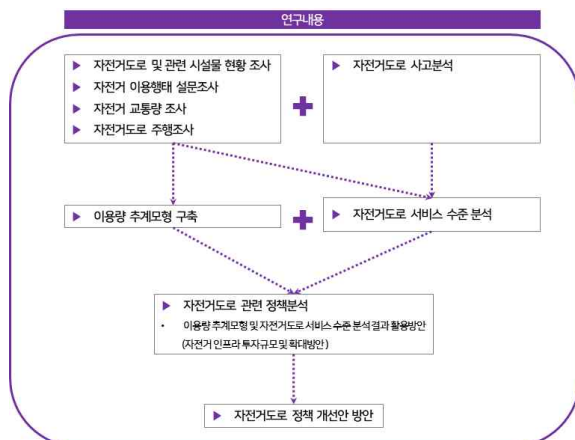 연구내용
▶ 자전거도로 및 관련 시설물 현황 조사
▶ 자전거 이용행태 설문조사
▶ 자전거 교통량 조사
▶ 자전거도로 주행조사
▶ 자전거도로 사고분석
▶ 이용량 추계모형 구축
▶ 자전거도로 서비스 수준 분석
▶ 자전거도로 관련 정책분석
• 이용량 추계모형 및 자전거도로 서비스 수준 분석 결과 활용방안
(자전거 인프라 투자규모 및 확대방안)
▶ 자전거도로 정책 개선안 방안